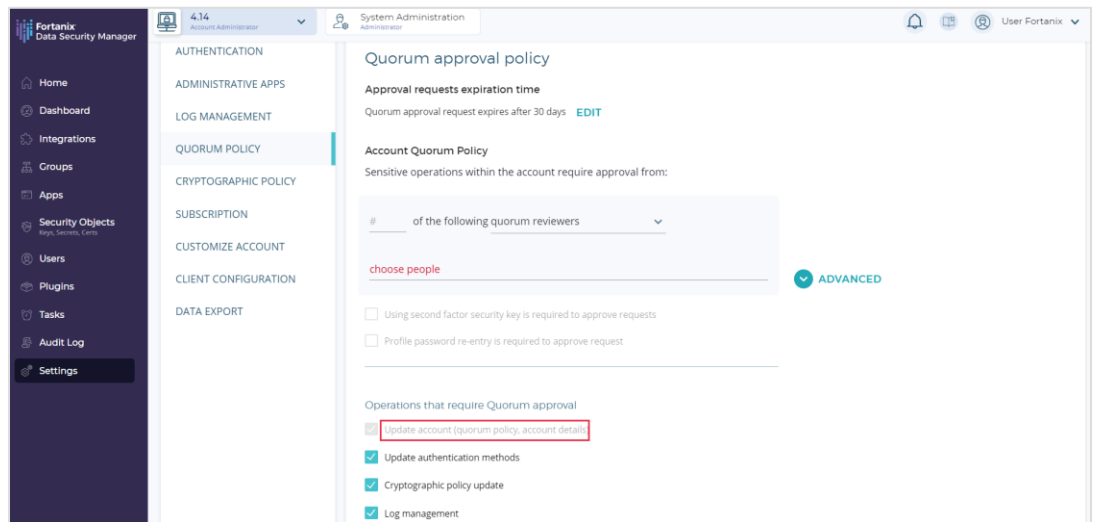 Fortanix
Data Security Manager
4.14
Account Administrator
System Administration
Administrator
User Fortanix
Home
Dashboard
Integrations
Groups
Apps
Security Objects
Keys, Secrets, Certs
Users
Plugins
Tasks
Audit Log
Settings
AUTHENTICATION
ADMINISTRATIVE APPS
LOG MANAGEMENT
QUORUM POLICY
CRYPTOGRAPHIC POLICY
SUBSCRIPTION
CUSTOMIZE ACCOUNT
CLIENT CONFIGURATION
DATA EXPORT
Quorum approval policy
Approval requests expiration time
Quorum approval request expires after 30 days EDIT
Account Quorum Policy
Sensitive operations within the account require approval from:
# of the following quorum reviewers
choose people
ADVANCED
Using second factor security key is required to approve requests
Profile password re-entry is required to approve request
Operations that require Quorum approval
Update account (quorum policy, account details)
Update authentication methods
Cryptographic policy update
Log management